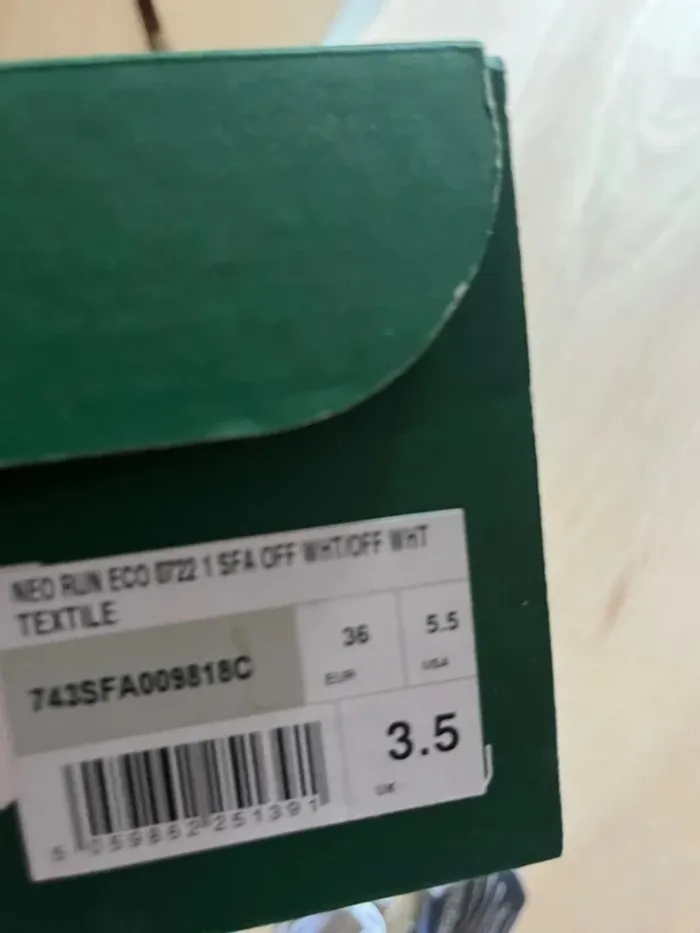 NEO RUN ECO 0722 1 SFA OFF WHT/OFF WHT
TEXTILE
743SFA009818C
36
EUR
5.5
USA
3.5
UK
5 059862 251391